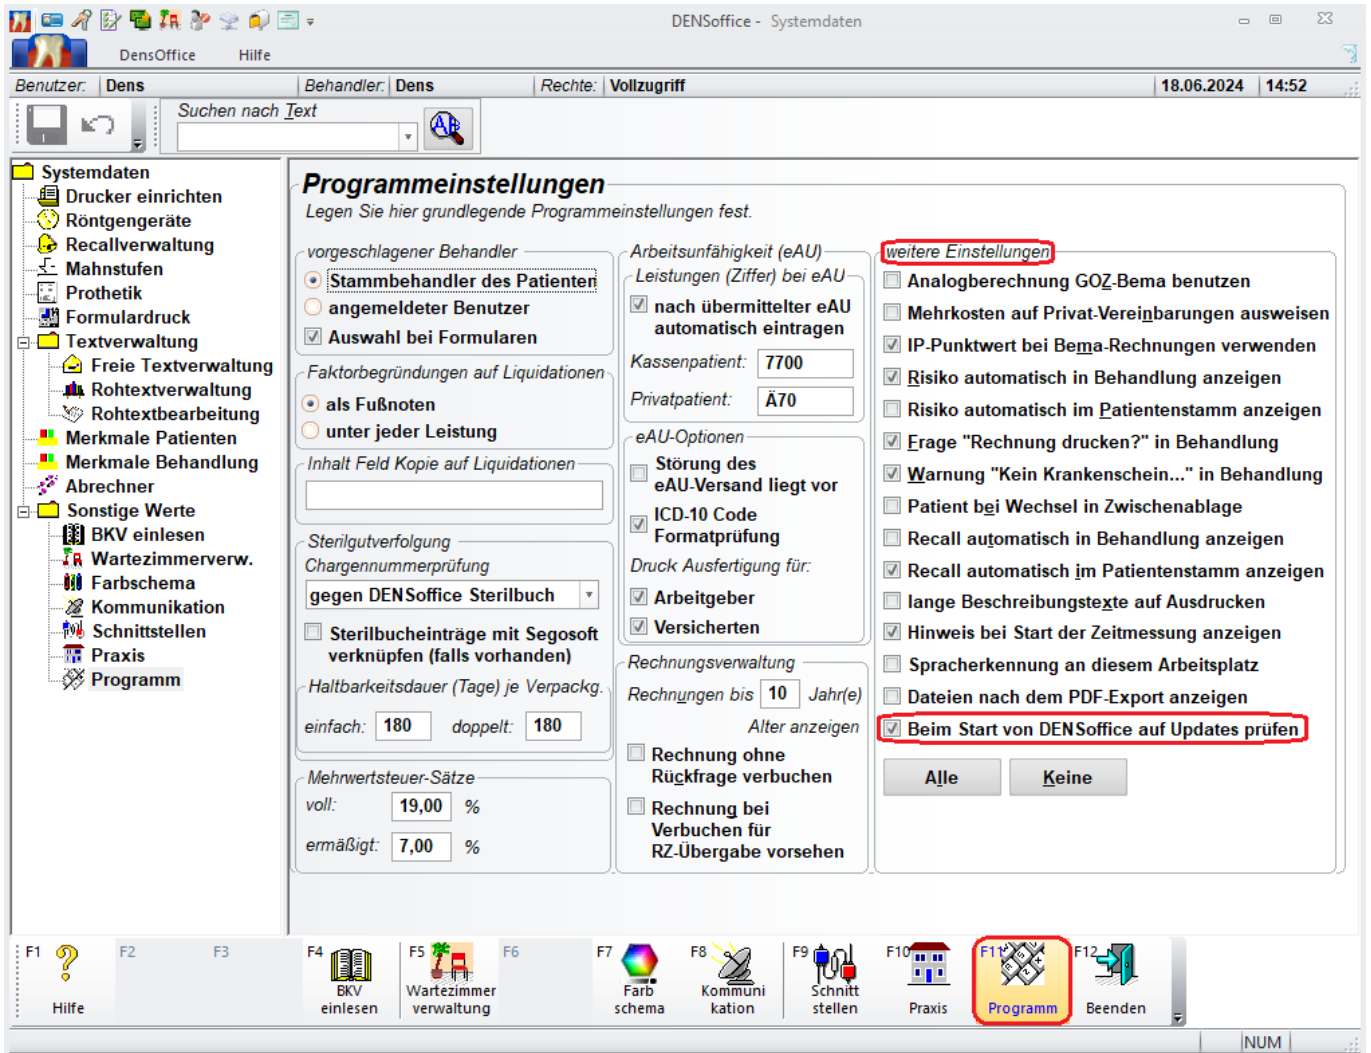 DENSoffice - Systemdaten
DensOffice Hilfe
Benutzer: Dens Behandler: Dens Rechte: Vollzugriff 18.06.2024 14:52
Suchen nach Text
Systemdaten
Drucker einrichten
Röntgengeräte
Recallverwaltung
Mahnstufen
Prothetik
Formulardruck
Textverwaltung
Freie Textverwaltung
Rohtextverwaltung
Rohtextbearbeitung
Merkmale Patienten
Merkmale Behandlung
Abrechner
Sonstige Werte
BKV einlesen
Wartezimmerverw.
Farbschema
Kommunikation
Schnittstellen
Praxis
Programm
Programmeinstellungen
Legen Sie hier grundlegende Programmeinstellungen fest.
vorgeschlagener Behandler
Stammbehandler des Patienten
angemeldeter Benutzer
Auswahl bei Formularen
Faktorbegründungen auf Liquidationen
als Fußnoten
unter jeder Leistung
Inhalt Feld Kopie auf Liquidationen
Sterilgutverfolgung
Chargennummerprüfung
gegen DENSoffice Sterilbuch
Sterilbucheinträge mit Segosoft
verknüpfen (falls vorhanden)
Haltbarkeitsdauer (Tage) je Verpackg.
einfach: 180 doppelt: 180
Mehrwertsteuer-Sätze
voll: 19,00 %
ermäßigt: 7,00 %
Arbeitsunfähigkeit (eAU)
Leistungen (Ziffer) bei eAU
nach übermittelter eAU
automatisch eintragen
Kassenpatient: 7700
Privatpatient: Ä70
eAU-Optionen
Störung des
eAU-Versand liegt vor
ICD-10 Code
Formatprüfung
Druck Ausfertigung für:
Arbeitgeber
Versicherten
Rechnungsverwaltung
Rechnungen bis 10 Jahr(e)
Alter anzeigen
Rechnung ohne
Rückfrage verbuchen
Rechnung bei
Verbuchen für
RZ-Übergabe vorsehen
weitere Einstellungen
Analogberechnung GOZ-Bema benutzen
Mehrkosten auf Privat-Vereinbarungen ausweisen
IP-Punktwert bei Bema-Rechnungen verwenden
Risiko automatisch in Behandlung anzeigen
Risiko automatisch im Patientenstamm anzeigen
Frage "Rechnung drucken?" in Behandlung
Warnung "Kein Krankenschein..." in Behandlung
Patient bei Wechsel in Zwischenablage
Recall automatisch in Behandlung anzeigen
Recall automatisch im Patientenstamm anzeigen
lange Beschreibungstexte auf Ausdrucken
Hinweis bei Start der Zeitmessung anzeigen
Spracherkennung an diesem Arbeitsplatz
Dateien nach dem PDF-Export anzeigen
Beim Start von DENSoffice auf Updates prüfen
Alle Keine
F1 Hilfe
F2
F3
F4 BKV einlesen
F5 Wartezimmer verwaltung
F6
F7 Farb schema
F8 Kommuni kation
F9 Schnitt stellen
F10 Praxis
F11 Programm
F12 Beenden
NUM